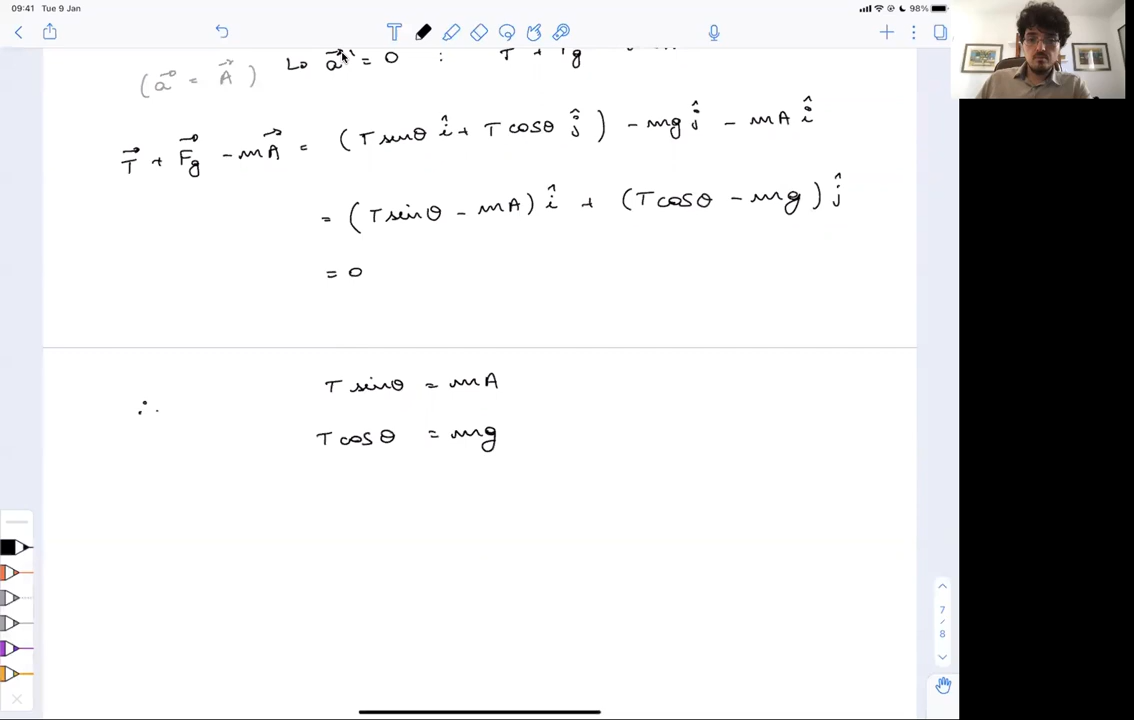 09:41 Tue 9 Jan 98%
(a⃗ = A⃗) Lo a⃗' = 0 :
T⃗ + F⃗g - mA⃗ = (T sinθ î + T cosθ ĵ) - mg ĵ - mA î
= (T sinθ - mA) î + (T cosθ - mg) ĵ
= 0
∴ T sinθ = mA
T cosθ = mg
7
/
8